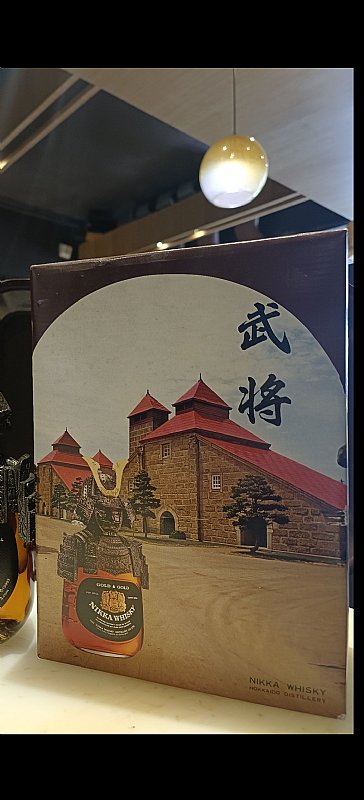 武
将
GOLD & GOLD
NIKKA WHISKY
NIKKA WHISKY
HOKKAIDO DISTILLERY